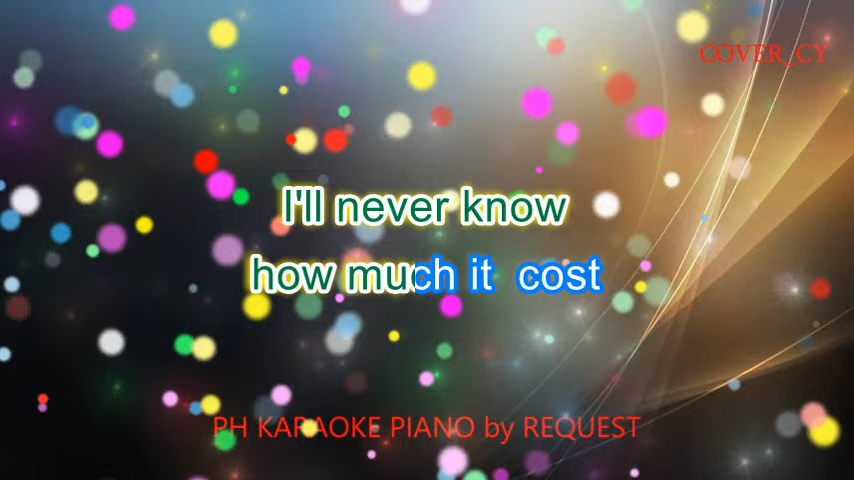 COVER_CY
I'll never know
how much it cost
PH KARAOKE PIANO by REQUEST